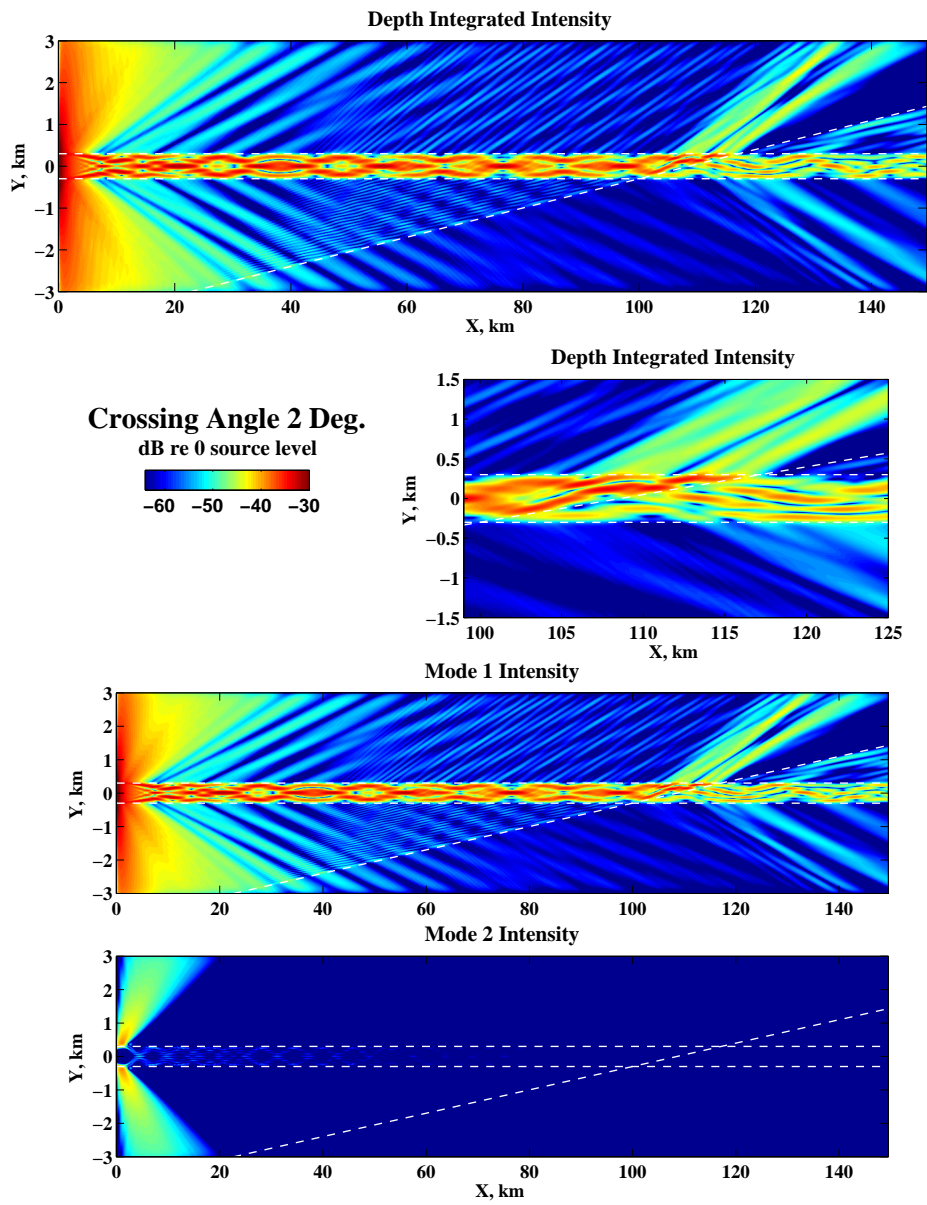 Depth Integrated Intensity
3
2
1
0
−1
−2
−3
Y, km
0 20 40 60 80 100 120 140
X, km
Depth Integrated Intensity
Crossing Angle 2 Deg.
dB re 0 source level
−60 −50 −40 −30
1.5
1
0.5
0
−0.5
−1
−1.5
Y, km
100 105 110 115 120 125
X, km
Mode 1 Intensity
3
2
1
0
−1
−2
−3
Y, km
0 20 40 60 80 100 120 140
Mode 2 Intensity
3
2
1
0
−1
−2
−3
Y, km
0 20 40 60 80 100 120 140
X, km